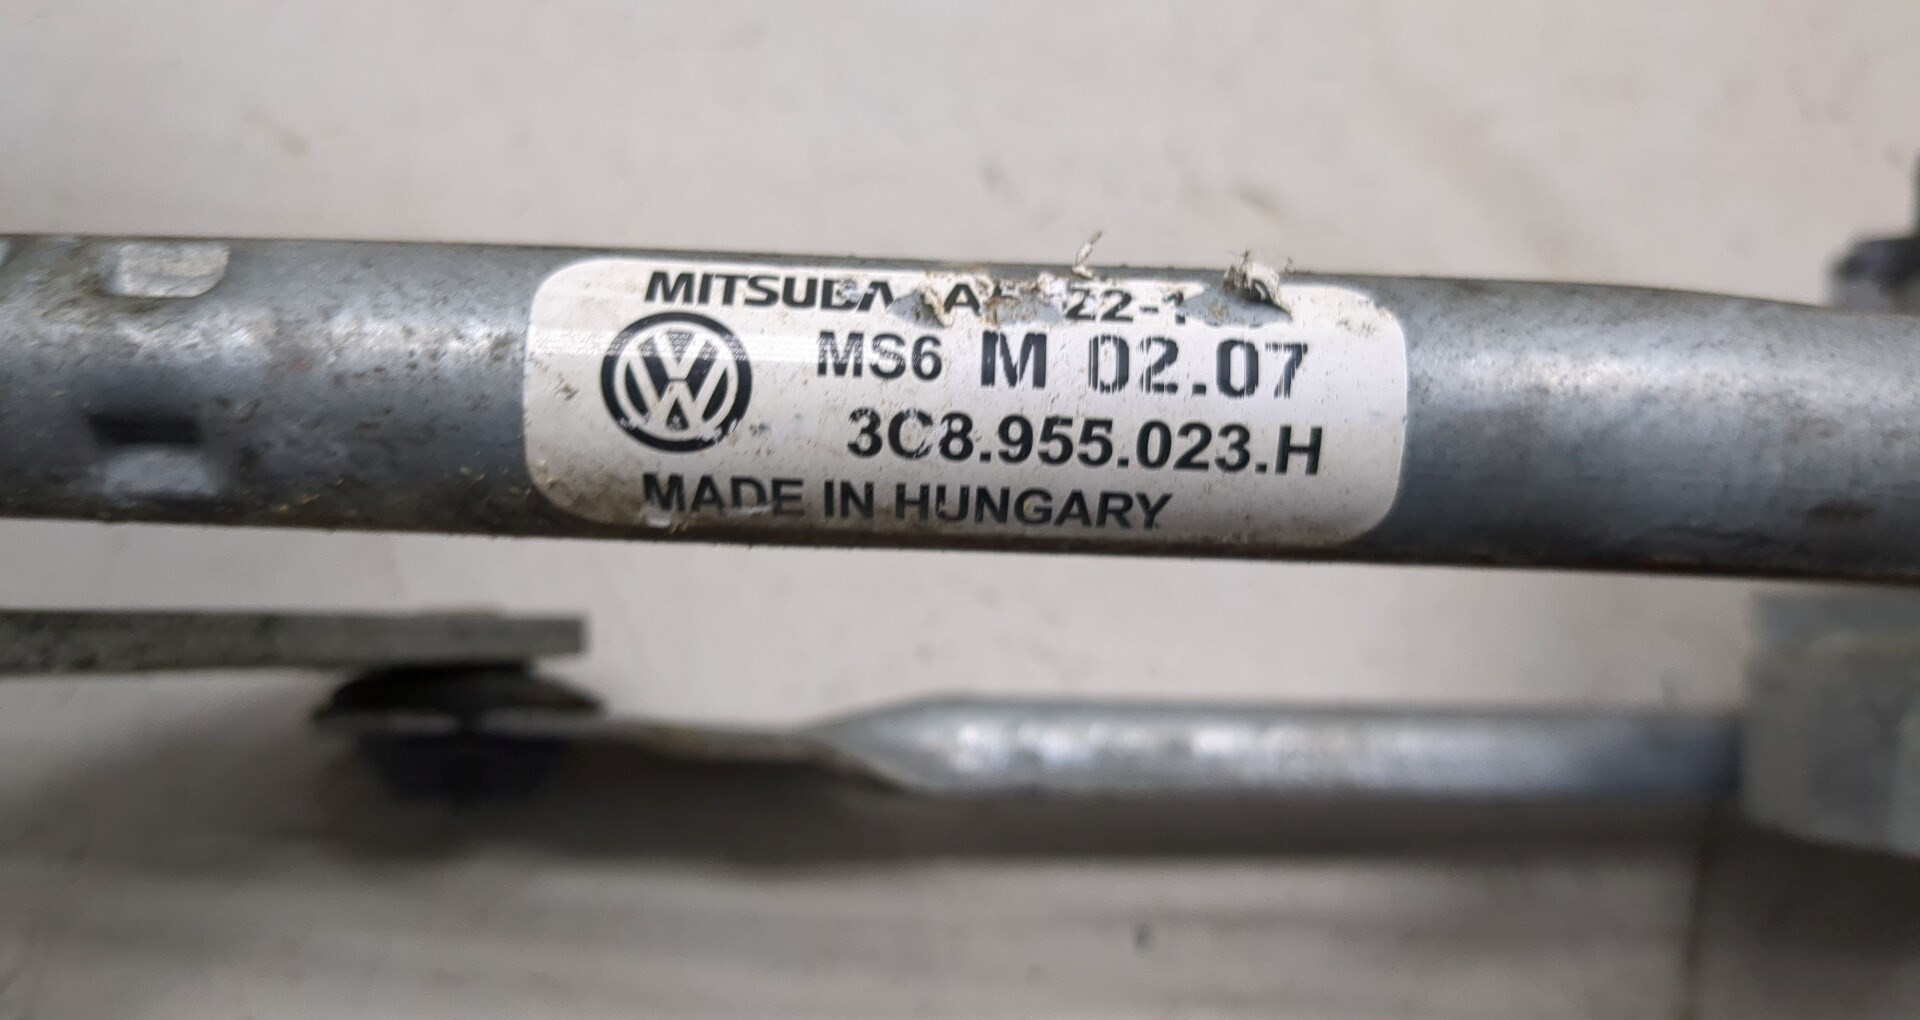 MITSUBA
MS6 M 02.07
3C8.955.023.H
MADE IN HUNGARY